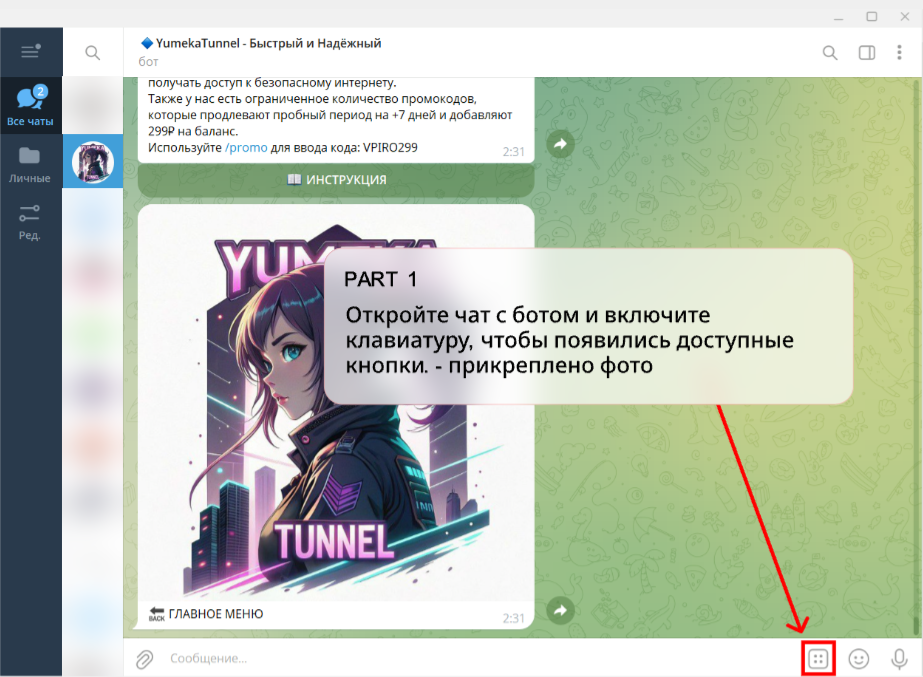 YumekaTunnel - Быстрый и Надёжный
бот
получать доступ к безопасному интернету.
Также у нас есть ограниченное количество промокодов,
которые продлевают пробный период на +7 дней и добавляют
299₽ на баланс.
Используйте /promo для ввода кода: VPIRO299
2:31
ИНСТРУКЦИЯ
2
Все чаты
Личные
Ред.
YUMEKA
PART 1
Откройте чат с ботом и включите
клавиатуру, чтобы появились доступные
кнопки. - прикреплено фото
TUNNEL
BACK ГЛАВНОЕ МЕНЮ
2:31
Сообщение...